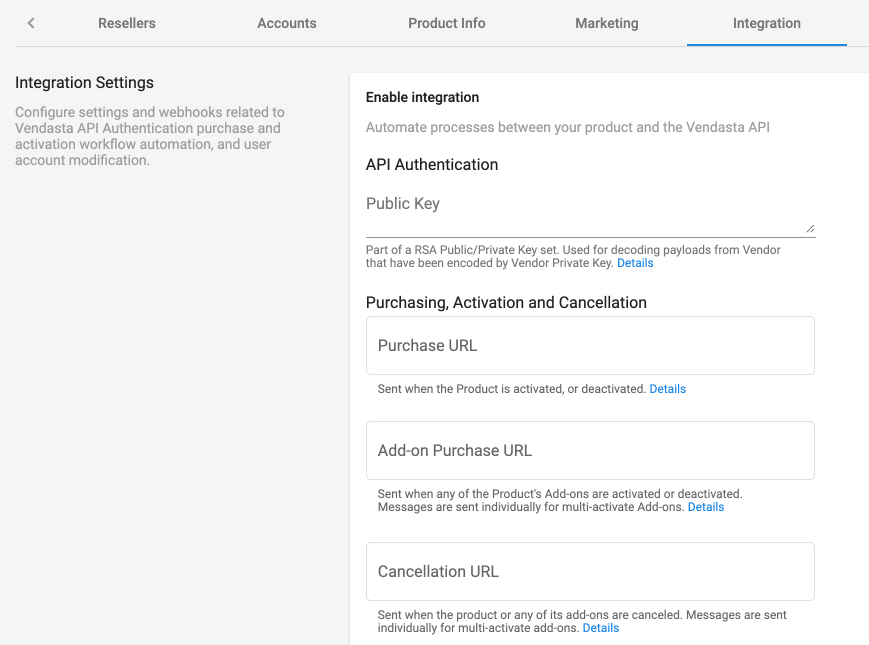 Resellers
Accounts
Product Info
Marketing
Integration
Integration Settings
Configure settings and webhooks related to
Vendasta API Authentication purchase and
activation workflow automation, and user
account modification.
Enable integration
Automate processes between your product and the Vendasta API
API Authentication
Public Key
Part of a RSA Public/Private Key set. Used for decoding payloads from Vendor
that have been encoded by Vendor Private Key. Details
Purchasing, Activation and Cancellation
Purchase URL
Sent when the Product is activated, or deactivated. Details
Add-on Purchase URL
Sent when any of the Product's Add-ons are activated or deactivated.
Messages are sent individually for multi-activate Add-ons. Details
Cancellation URL
Sent when the product or any of its add-ons are canceled. Messages are sent
individually for multi-activate add-ons. Details